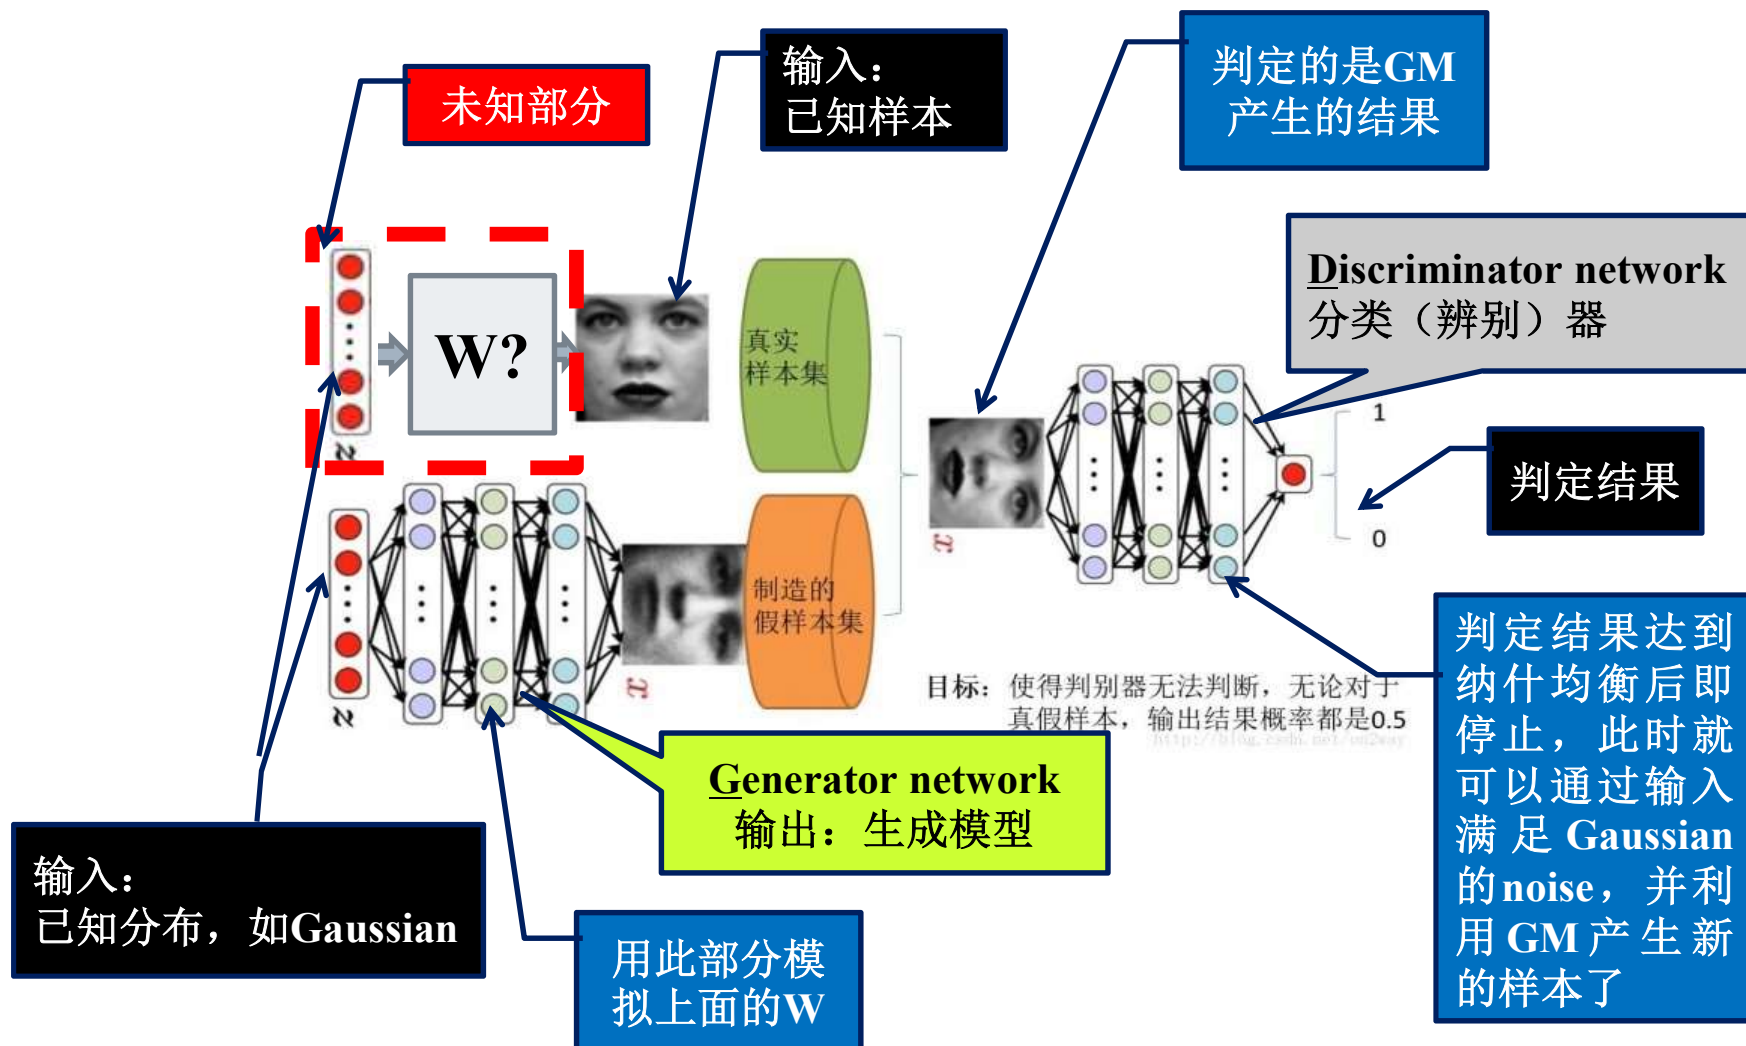 未知部分
输入：
已知样本
判定的是GM
产生的结果
Discriminator network
分类（辨别）器
W?
z
真实
样本集
1
0
判定结果
x
z
x
制造的
假样本集
目标：使得判别器无法判断，无论对于
真假样本，输出结果概率都是0.5
http://blog.csdn.net/on2way
Generator network
输出：生成模型
输入：
已知分布，如Gaussian
用此部分模
拟上面的W
判定结果达到
纳什均衡后即
停止，此时就
可以通过输入
满足Gaussian
的noise，并利
用GM产生新
的样本了